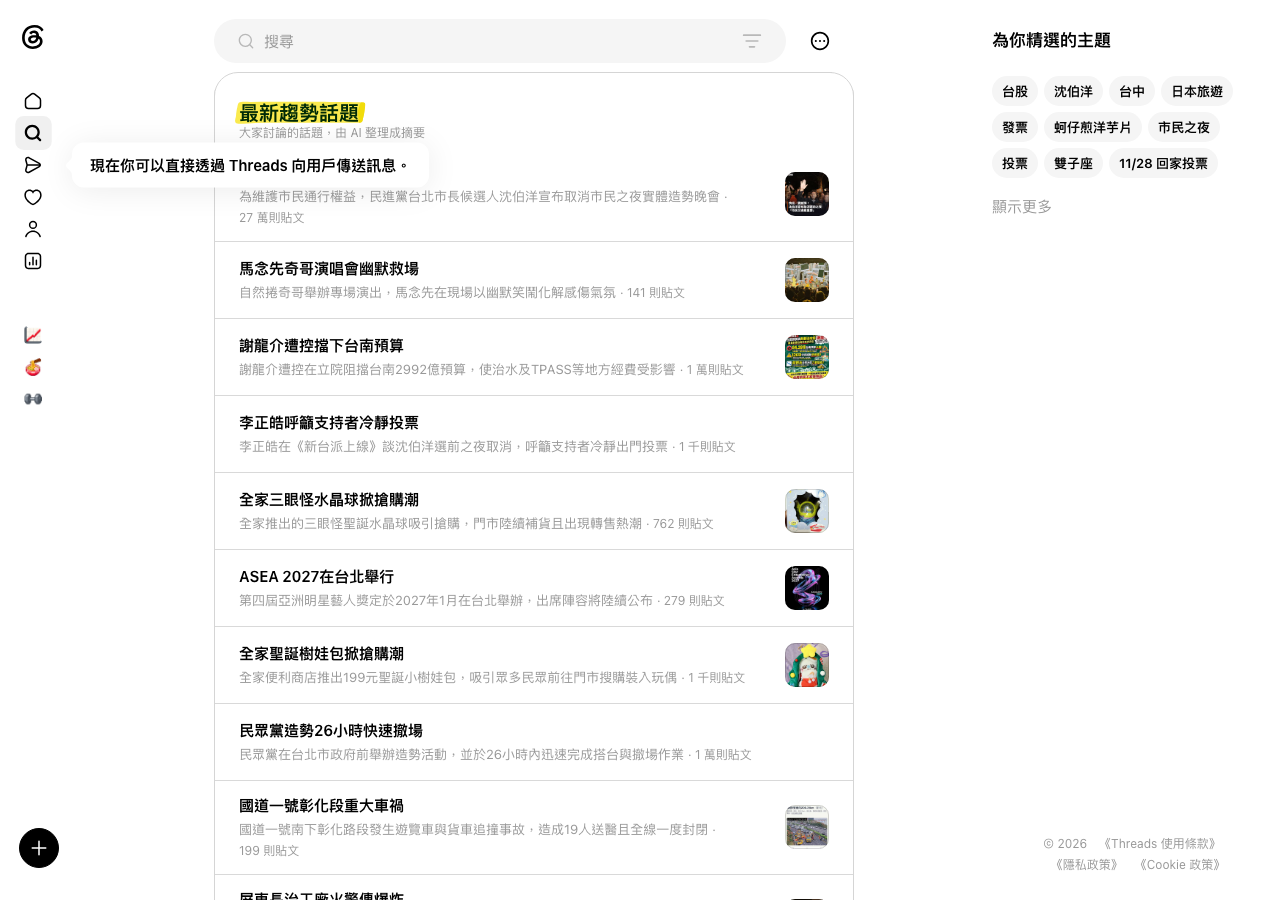 搜尋
最新趨勢話題
大家討論的話題，由 AI 整理成摘要
現在你可以直接透過 Threads 向用戶傳送訊息。
為維護市民通行權益，民進黨台北市長候選人沈伯洋宣布取消市民之夜實體造勢晚會 ·
27 萬則貼文
馬念先奇哥演唱會幽默救場
自然捲奇哥舉辦專場演出，馬念先在現場以幽默笑鬧化解感傷氣氛 · 141 則貼文
謝龍介遭控擋下台南預算
謝龍介遭控在立院阻擋台南2992億預算，使治水及TPASS等地方經費受影響 · 1 萬則貼文
李正皓呼籲支持者冷靜投票
李正皓在《新台派上線》談沈伯洋選前之夜取消，呼籲支持者冷靜出門投票 · 1 千則貼文
全家三眼怪水晶球掀搶購潮
全家推出的三眼怪聖誕水晶球吸引搶購，門市陸續補貨且出現轉售熱潮 · 762 則貼文
ASEA 2027在台北舉行
第四屆亞洲明星藝人獎定於2027年1月在台北舉辦，出席陣容將陸續公布 · 279 則貼文
全家聖誕樹娃包掀搶購潮
全家便利商店推出199元聖誕小樹娃包，吸引眾多民眾前往門市搜購裝入玩偶 · 1 千則貼文
民眾黨造勢26小時快速撤場
民眾黨在台北市政府前舉辦造勢活動，並於26小時內迅速完成搭台與撤場作業 · 1 萬則貼文
國道一號彰化段重大車禍
國道一號南下彰化路段發生遊覽車與貨車追撞事故，造成19人送醫且全線一度封閉 ·
199 則貼文
屏東長治工廠火警傳爆炸
為你精選的主題
台股 沈伯洋 台中 日本旅遊
發票 蚵仔煎洋芋片 市民之夜
投票 雙子座 11/28 回家投票
顯示更多
© 2026 《Threads 使用條款》
《隱私政策》 《Cookie 政策》